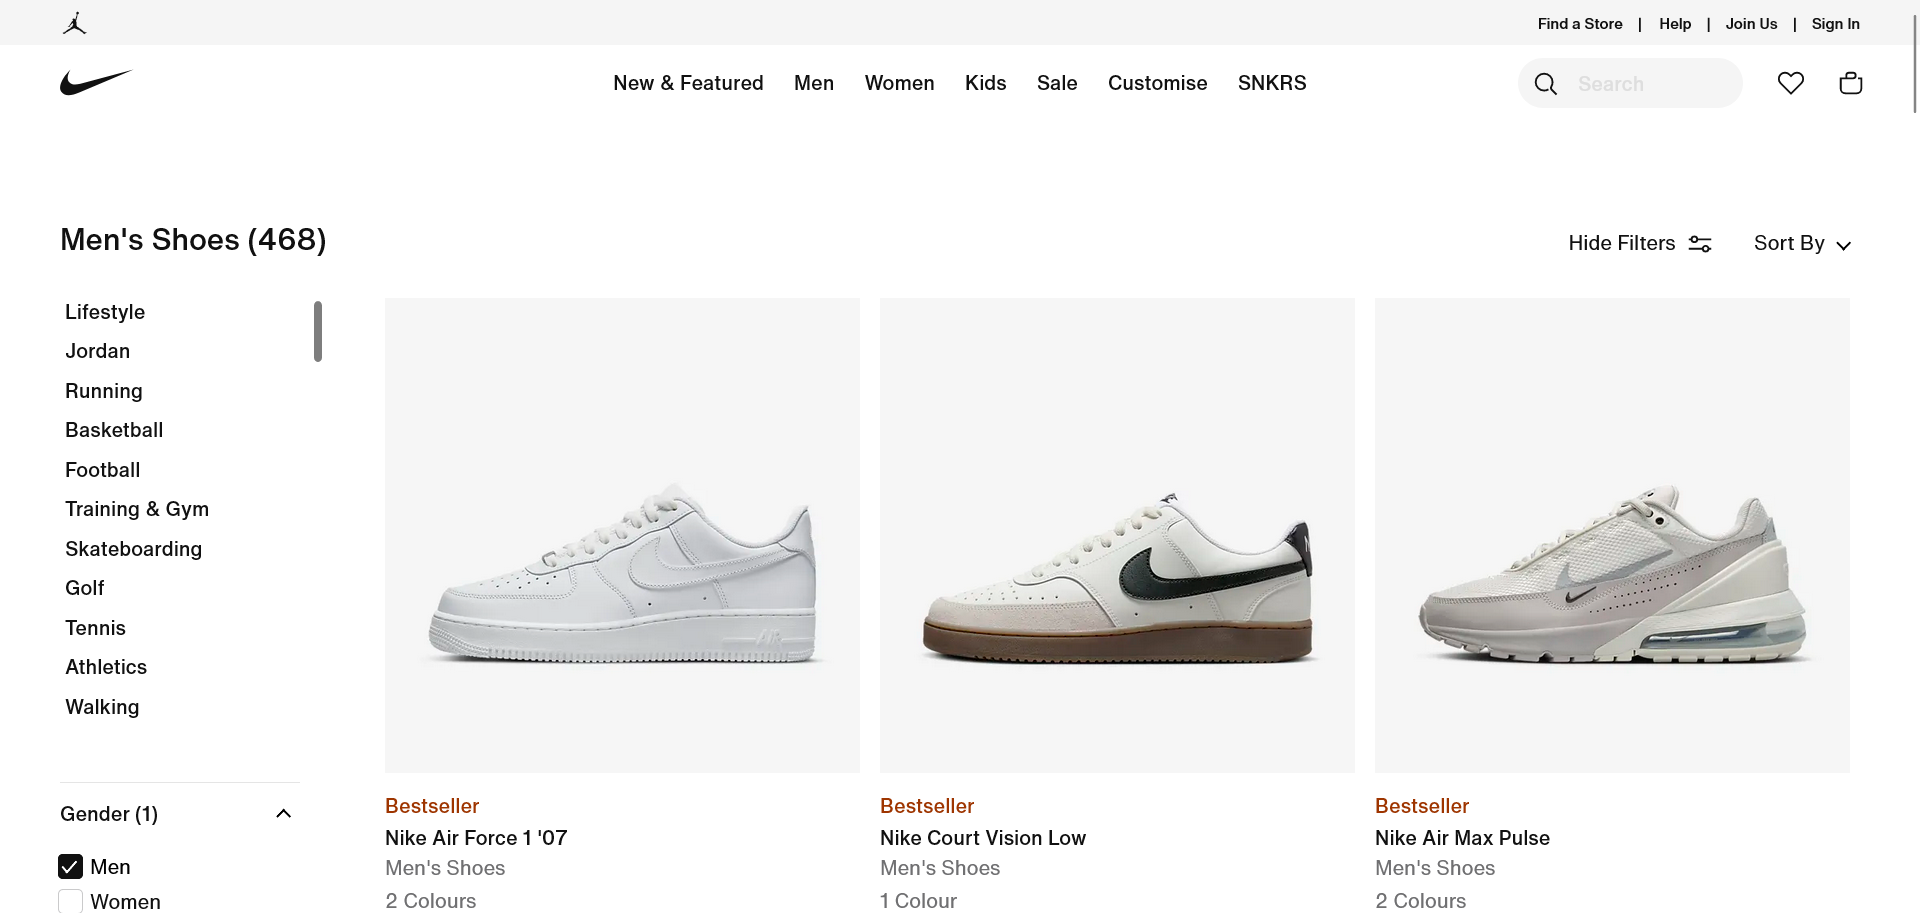 Find a Store | Help | Join Us | Sign In
New & Featured Men Women Kids Sale Customise SNKRS
Search
Men's Shoes (468)
Hide Filters
Sort By
Lifestyle
Jordan
Running
Basketball
Football
Training & Gym
Skateboarding
Golf
Tennis
Athletics
Walking
Gender (1)
Men
Women
AIR
Bestseller
Nike Air Force 1 '07
Men's Shoes
2 Colours
Bestseller
Nike Court Vision Low
Men's Shoes
1 Colour
Bestseller
Nike Air Max Pulse
Men's Shoes
2 Colours